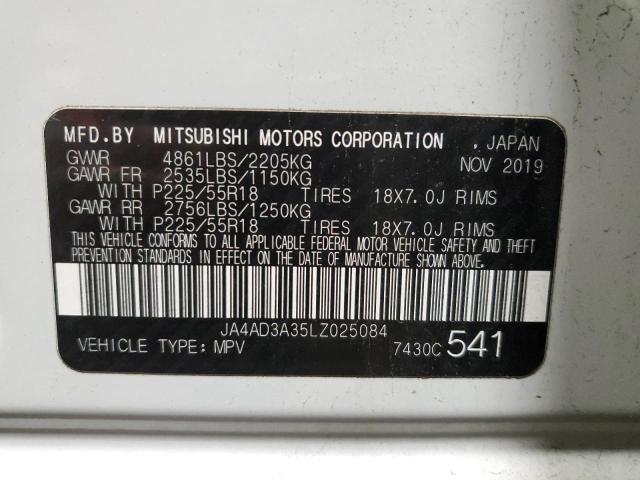 MFD.BY MITSUBISHI MOTORS CORPORATION , JAPAN
GVWR 4861LBS/2205KG NOV 2019
GAWR FR 2535LBS/1150KG
WITH P225/55R18 TIRES 18X7.0J RIMS
GAWR RR 2756LBS/1250KG
WITH P225/55R18 TIRES 18X7.0J RIMS
THIS VEHICLE CONFORMS TO ALL APPLICABLE FEDERAL MOTOR VEHICLE SAFETY AND THEFT
PREVENTION STANDARDS IN EFFECT ON THE DATE OF MANUFACTURE SHOWN ABOVE.
JA4AD3A35LZ025084
VEHICLE TYPE: MPV 7430C 541